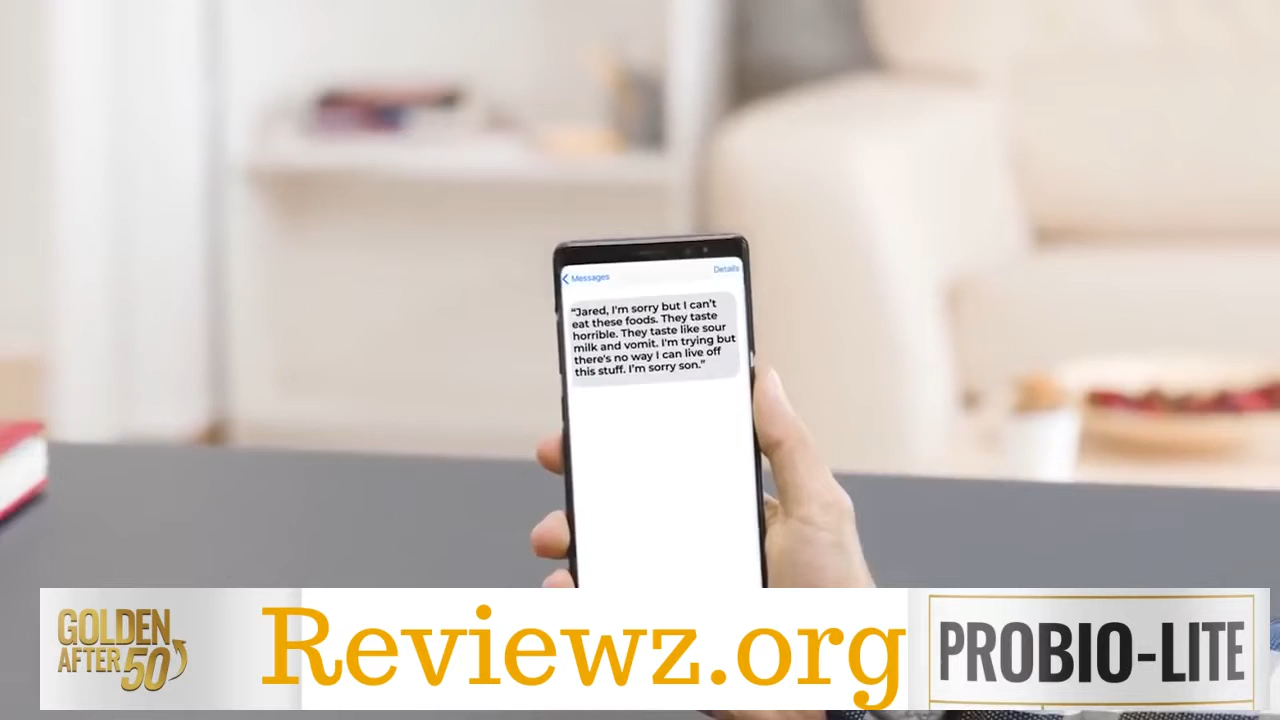 Messages
Details
“Jared, I'm sorry but I can't
eat these foods. They taste
horrible. They taste like sour
milk and vomit. I'm trying but
there's no way I can live off
this stuff. I'm sorry son.”
GOLDEN
AFTER 50
Reviewz.org
PROBIO-LITE